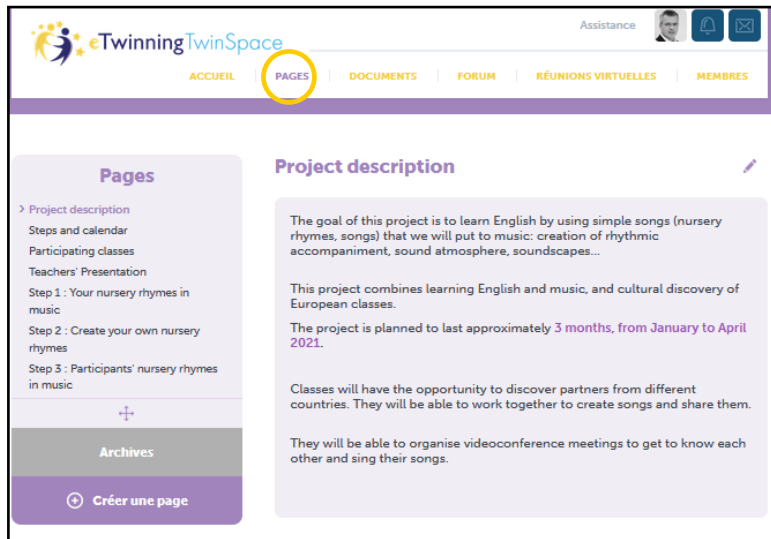 Assistance
eTwinningTwinSpace
ACCUEIL PAGES DOCUMENTS FORUM RÉUNIONS VIRTUELLES MEMBRES
Pages
> Project description
Steps and calendar
Participating classes
Teachers' Presentation
Step 1 : Your nursery rhymes in
music
Step 2 : Create your own nursery
rhymes
Step 3 : Participants' nursery rhymes
in music
Archives
Créer une page
Project description
The goal of this project is to learn English by using simple songs (nursery
rhymes, songs) that we will put to music: creation of rhythmic
accompaniment, sound atmosphere, soundscapes...
This project combines learning English and music, and cultural discovery of
European classes.
The project is planned to last approximately 3 months, from January to April
2021.
Classes will have the opportunity to discover partners from different
countries. They will be able to work together to create songs and share them.
They will be able to organise videoconference meetings to get to know each
other and sing their songs.